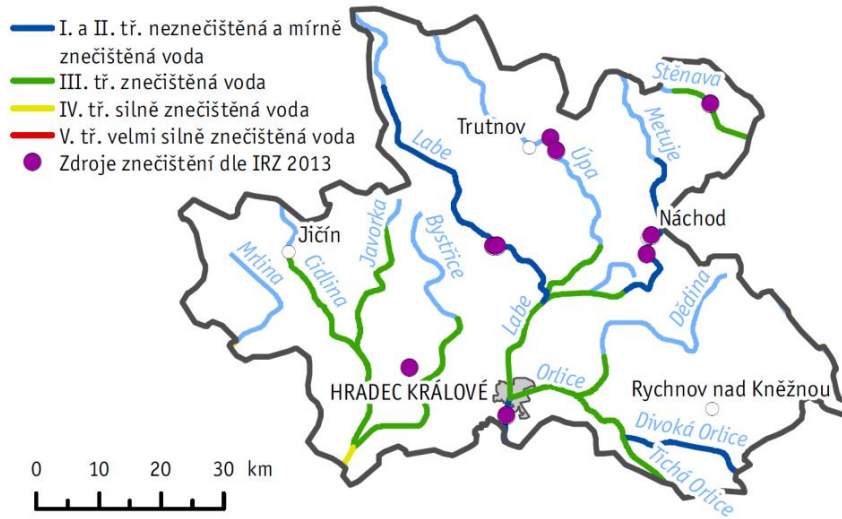 I. a II. tř. neznečištěná a mírně
znečištěná voda
III. tř. znečištěná voda
IV. tř. silně znečištěná voda
V. tř. velmi silně znečištěná voda
Zdroje znečištění dle IRZ 2013
Stěnava
Trutnov
Metuje
Labe
Úpa
Náchod
Javorka
Bystřice
Jičín
Mrlina
Cidlina
Dědina
Labe
Orlice
HRADEC KRÁLOVÉ
Rychnov nad Kněžnou
Divoká Orlice
Tichá Orlice
0 10 20 30 km